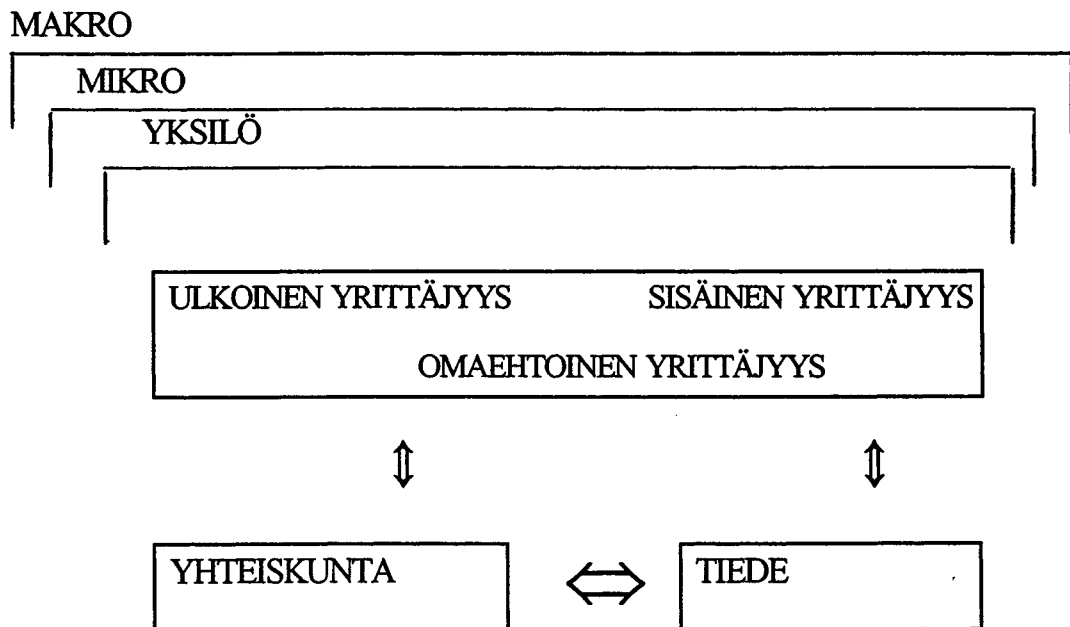 MAKRO
MIKRO
YKSILÖ
ULKOINEN YRITTÄJYYS SISÄINEN YRITTÄJYYS
OMAEHTOINEN YRITTÄJYYS
YHTEISKUNTA TIEDE